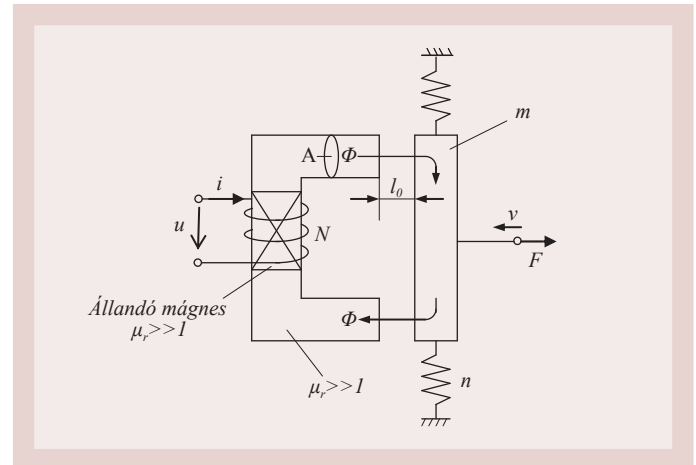 m
A Φ
i
l₀
v
u
N
F
Állandó mágnes
μᵣ>>1
Φ
n
μᵣ>>1